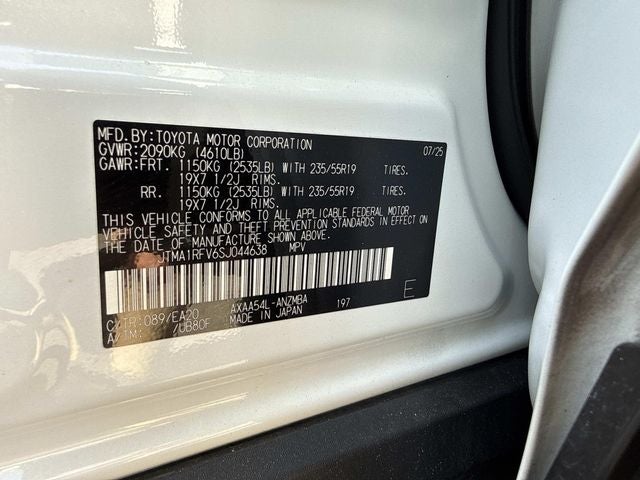 MFD. BY: TOYOTA MOTOR CORPORATION 07/25
GVWR: 2090KG (4610LB)
GAWR: FRT. 1150KG (2535LB) WITH 235/55R19 TIRES.
19X7 1/2J RIMS.
RR. 1150KG (2535LB) WITH 235/55R19 TIRES.
19X7 1/2J RIMS.
THIS VEHICLE CONFORMS TO ALL APPLICABLE FEDERAL MOTOR
VEHICLE SAFETY AND THEFT PREVENTION STANDARDS IN EFFECT ON
THE DATE OF MANUFACTURE SHOWN ABOVE.
JTMA1RFV6SJ044638 MPV
C/TR: 089/EA20 AXAA54L-ANZMBA 197 E
A/TM: /UB80F MADE IN JAPAN